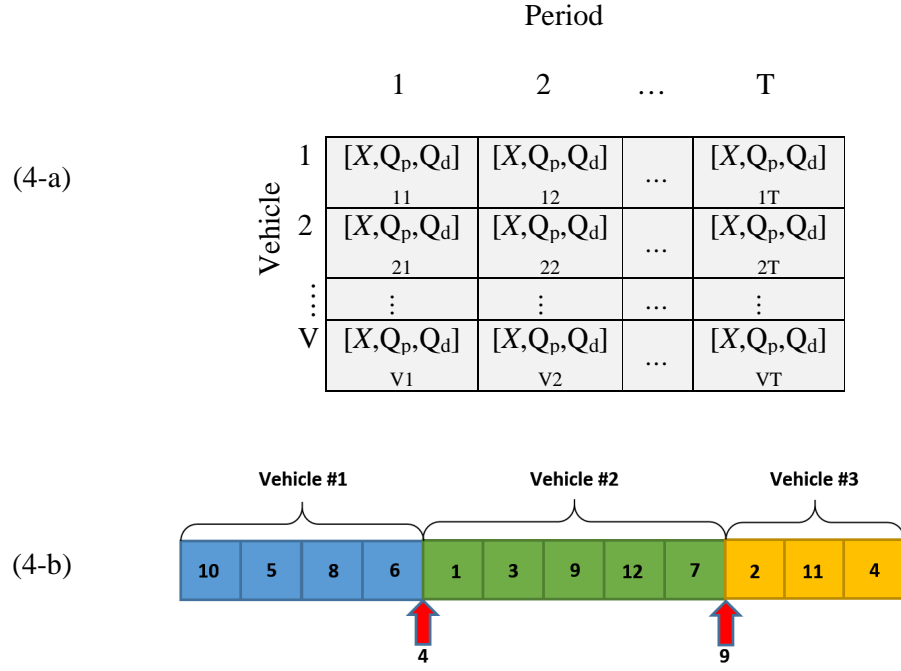 Period
1 2 … T
(4-a)
Vehicle
1 [X,Qp,Qd] [X,Qp,Qd] … [X,Qp,Qd]
11 12 1T
2 [X,Qp,Qd] [X,Qp,Qd] … [X,Qp,Qd]
21 22 2T
⋮ ⋮ ⋮ … ⋮
V [X,Qp,Qd] [X,Qp,Qd] … [X,Qp,Qd]
V1 V2 VT
Vehicle #1 Vehicle #2 Vehicle #3
(4-b)
10 5 8 6 1 3 9 12 7 2 11 4
4 9